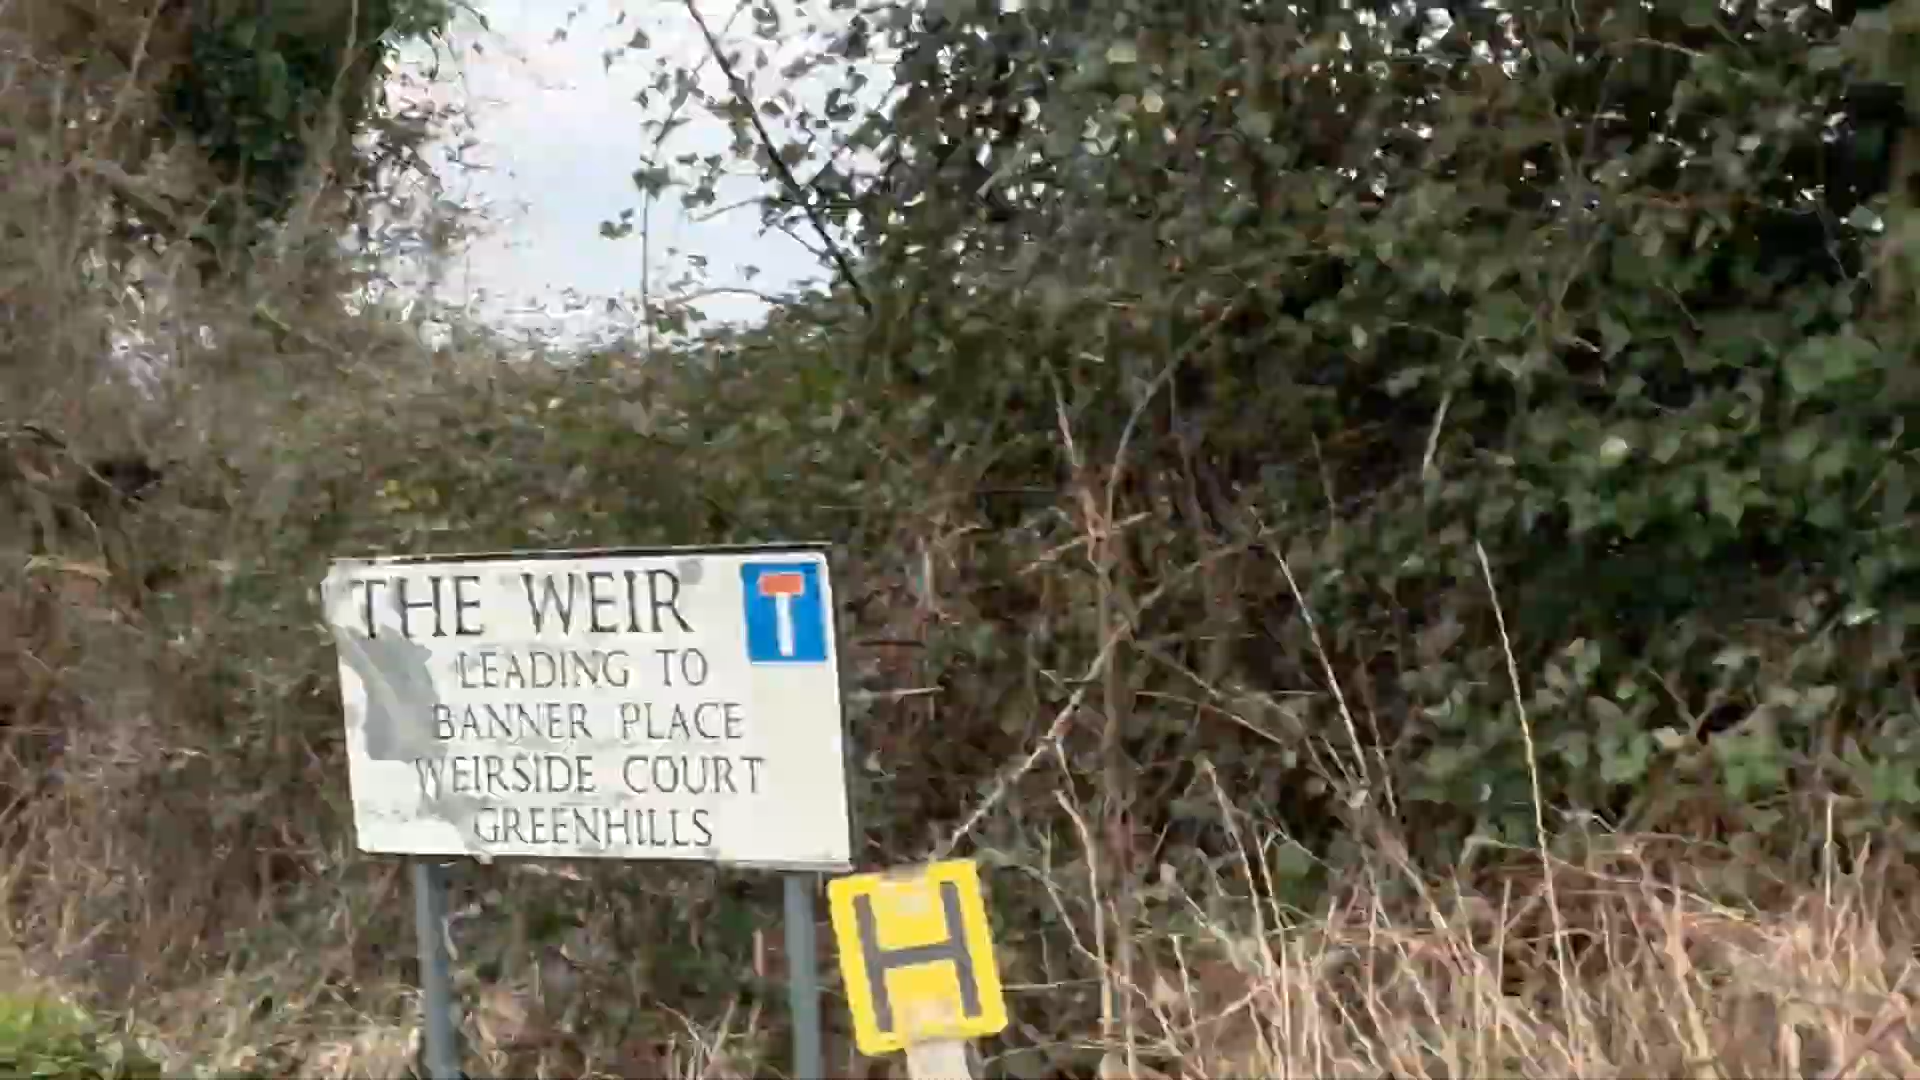 THE WEIR
LEADING TO
BANNER PLACE
WEIRSIDE COURT
GREENHILLS
H